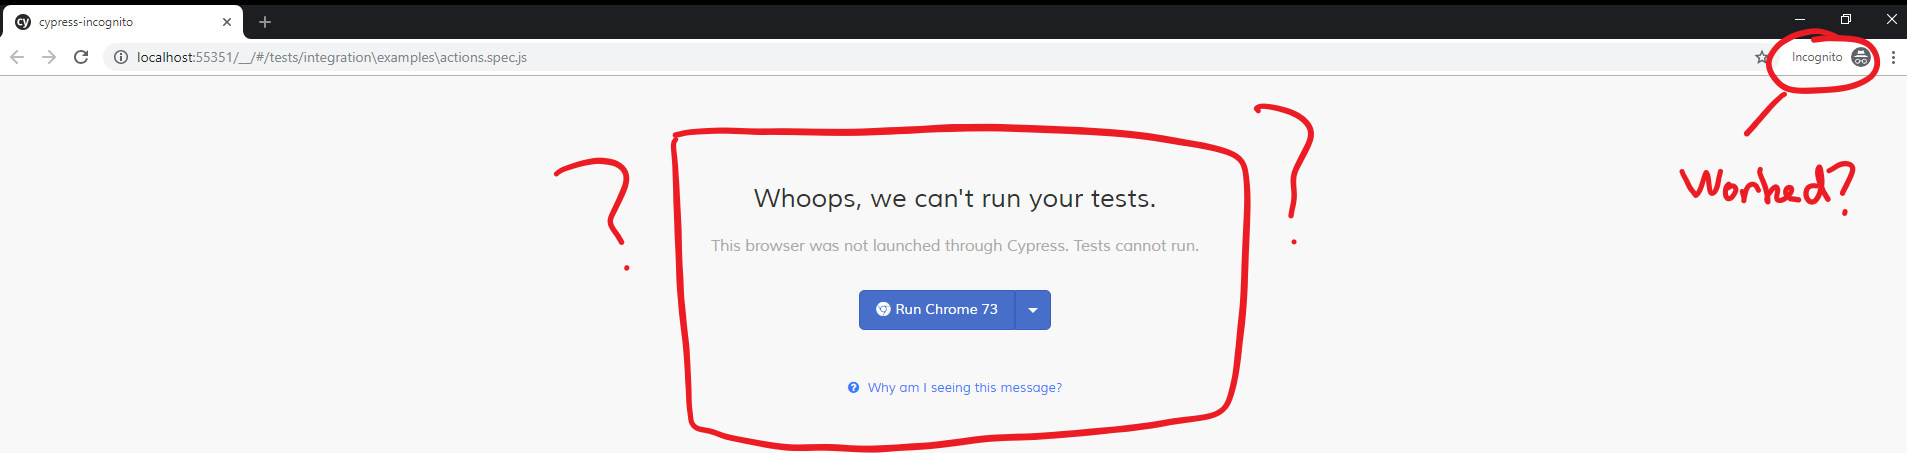 cy cypress-incognito
localhost:55351/__/#/tests/integration\examples\actions.spec.js
Incognito
?
?
Worked?
Whoops, we can't run your tests.
This browser was not launched through Cypress. Tests cannot run.
Run Chrome 73
? Why am I seeing this message?